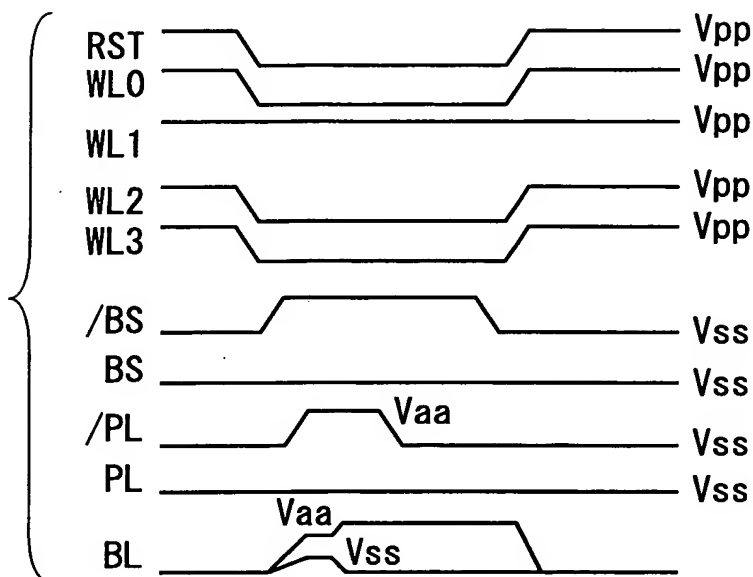 RST Vpp
WL0 Vpp
WL1 Vpp
WL2 Vpp
WL3 Vpp
/BS Vss
BS Vss
/PL Vaa Vss
PL Vss
Vaa
BL Vss